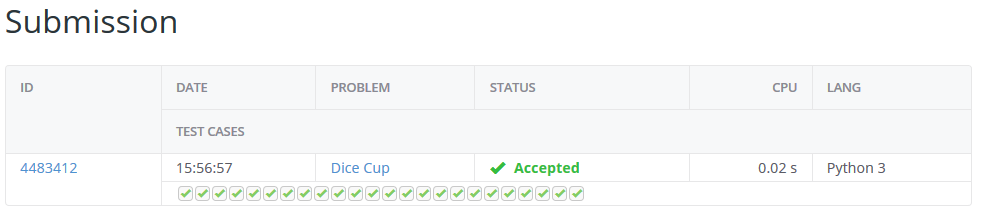 Submission
ID DATE PROBLEM STATUS CPU LANG
TEST CASES
4483412 15:56:57 Dice Cup Accepted 0.02 s Python 3